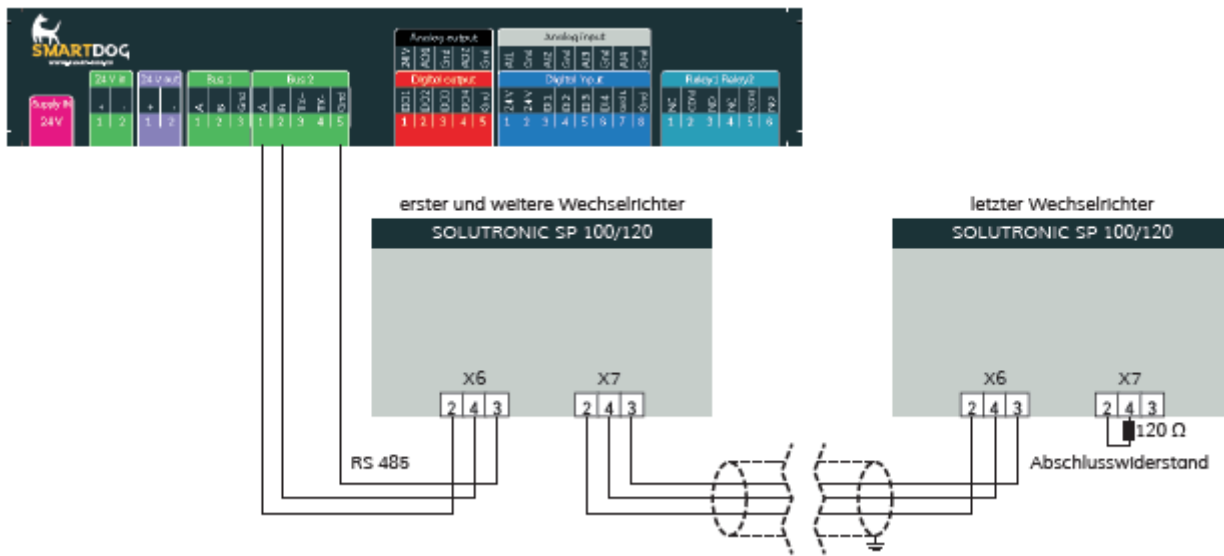 SMARTDOG
Analog output
Analog input
24V AO1 Gnd AO2 Gnd
AI1 Gnd AI2 Gnd AI3 Gnd AI4 Gnd
24 V in
24 V out
Bus 1
Bus 2
Digital output
Digital input
Relay1 Relay2
Supply IN
24V
+ -
+ -
A B Gnd
A B TX+ TX- Gnd
DO1 DO2 DO3 DO4 Gnd
24V 24V DI1 DI2 DI3 DI4 Gnd
1 2
1 2
1 2 3
1 2 3 4 5
1 2 3 4 5
1 2 3 4 5 6 7 8
1 2 3 4 5 6
erster und weitere Wechselrichter
letzter Wechselrichter
SOLUTRONIC SP 100/120
SOLUTRONIC SP 100/120
X6
X7
X6
X7
2 4 3
2 4 3
2 4 3
2 4 3
120 Ω
RS 485
Abschlusswiderstand